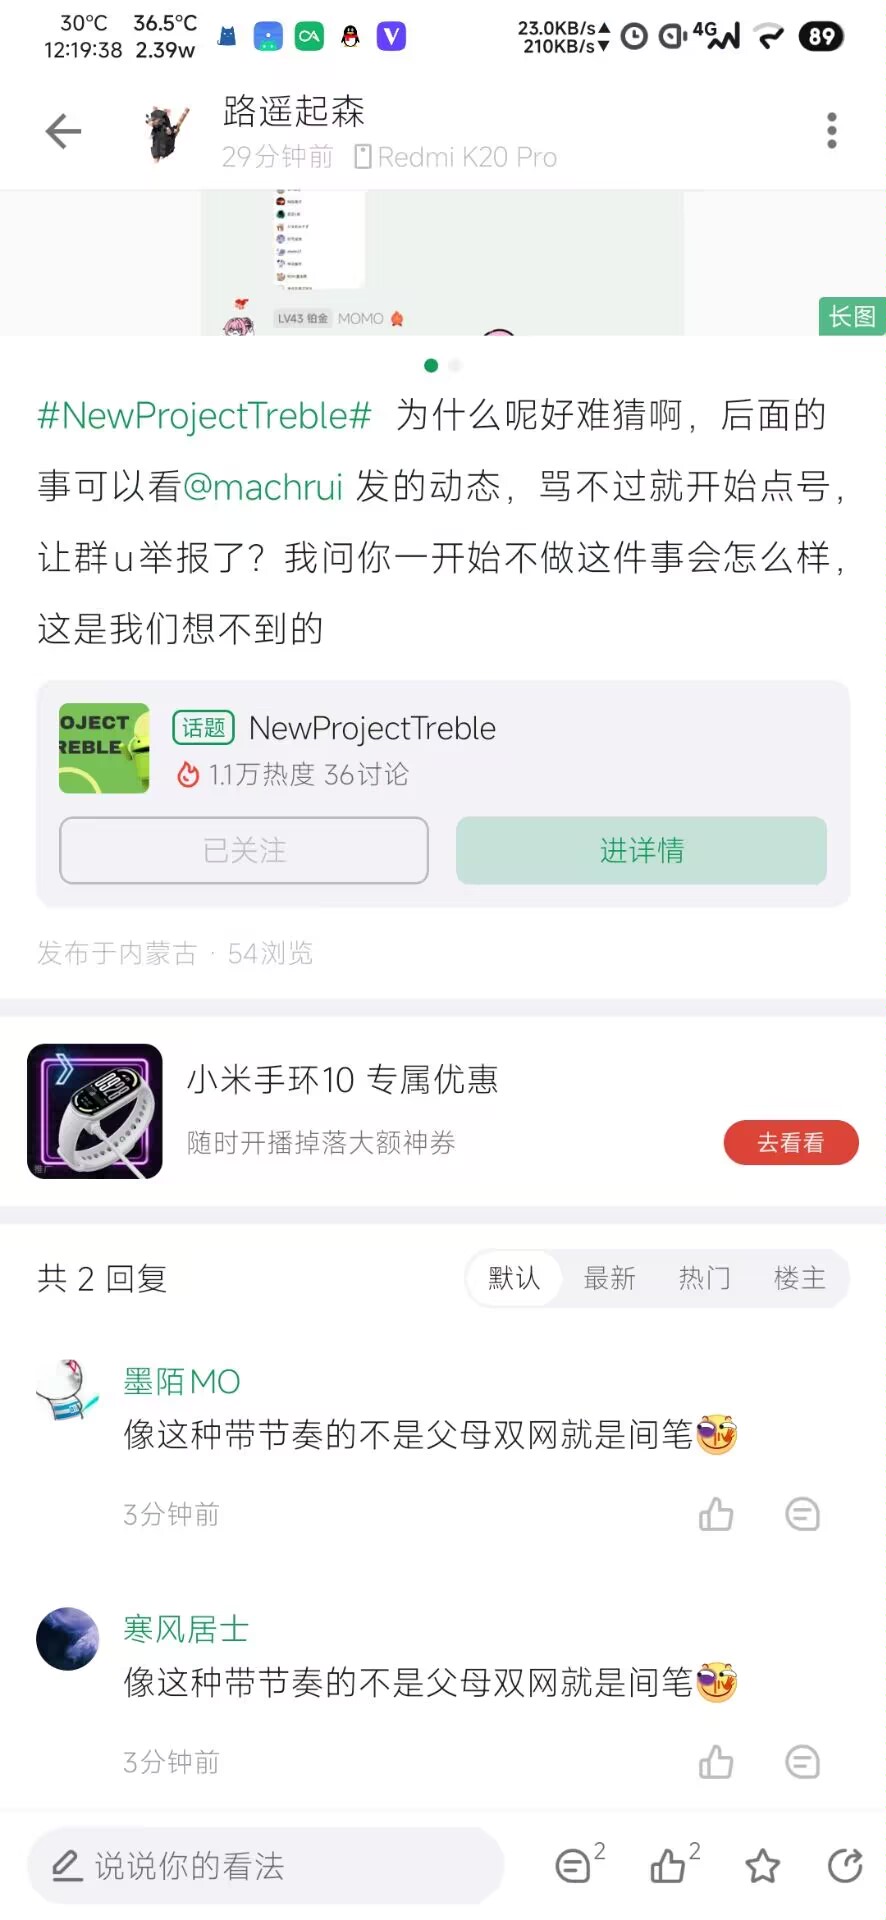 30°C 36.5°C
12:19:38 2.39w
23.0KB/s
210KB/s
4G
89
路遥起森
29分钟前 Redmi K20 Pro
LV43 铂金 MOMO
长图
#NewProjectTreble# 为什么呢好难猜啊，后面的
事可以看@machrui 发的动态，骂不过就开始点号，
让群u举报了？我问你一开始不做这件事会怎么样，
这是我们想不到的
OJECT
REBLE
话题 NewProjectTreble
1.1万热度 36讨论
已关注
进详情
发布于内蒙古 · 54浏览
小米手环10 专属优惠
随时开播掉落大额神券
去看看
推广
共 2 回复
默认 最新 热门 楼主
墨陌MO
像这种带节奏的不是父母双网就是间笔
3分钟前
寒风居士
像这种带节奏的不是父母双网就是间笔
3分钟前
说说你的看法
2
2